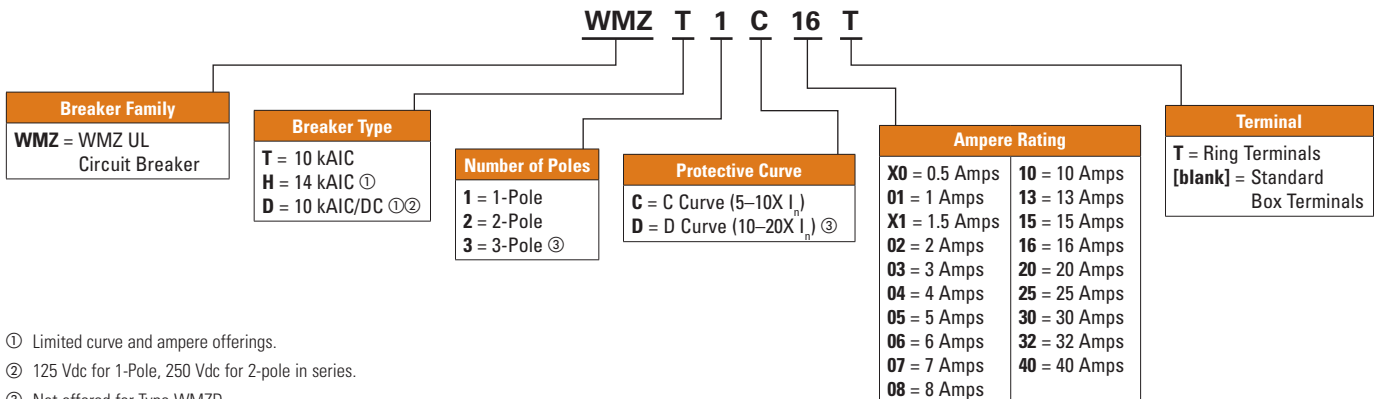 WMZ T 1 C 16 T
Breaker Family
WMZ = WMZ UL
Circuit Breaker
Breaker Type
T = 10 kAIC
H = 14 kAIC ①
D = 10 kAIC/DC ①②
Number of Poles
1 = 1-Pole
2 = 2-Pole
3 = 3-Pole ③
Protective Curve
C = C Curve (5–10X In)
D = D Curve (10–20X In) ③
Ampere Rating
X0 = 0.5 Amps
01 = 1 Amps
X1 = 1.5 Amps
02 = 2 Amps
03 = 3 Amps
04 = 4 Amps
05 = 5 Amps
06 = 6 Amps
07 = 7 Amps
08 = 8 Amps
10 = 10 Amps
13 = 13 Amps
15 = 15 Amps
16 = 16 Amps
20 = 20 Amps
25 = 25 Amps
30 = 30 Amps
32 = 32 Amps
40 = 40 Amps
Terminal
T = Ring Terminals
[blank] = Standard
Box Terminals
① Limited curve and ampere offerings.
② 125 Vdc for 1-Pole, 250 Vdc for 2-pole in series.
③ Not offered for Type WMZD